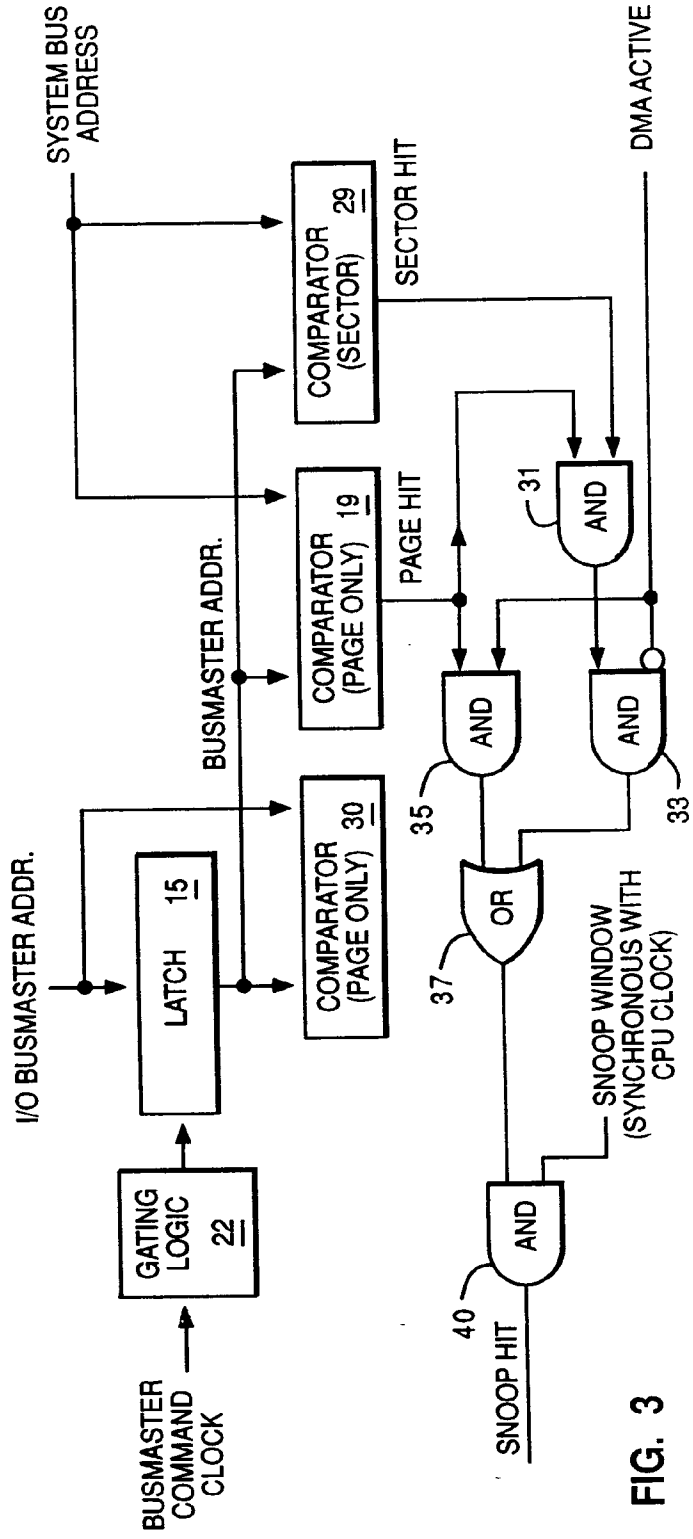 I/O BUSMASTER ADDR.
SYSTEM BUS
ADDRESS
BUSMASTER
COMMAND
CLOCK
GATING
LOGIC
22
LATCH 15
BUSMASTER ADDR.
COMPARATOR
(PAGE ONLY) 30
COMPARATOR
(PAGE ONLY) 19
COMPARATOR
(SECTOR) 29
PAGE HIT
SECTOR HIT
AND
31
AND
35
AND
33
DMA ACTIVE
OR
37
AND
40
SNOOP WINDOW
(SYNCHRONOUS WITH
CPU CLOCK)
SNOOP HIT
FIG. 3